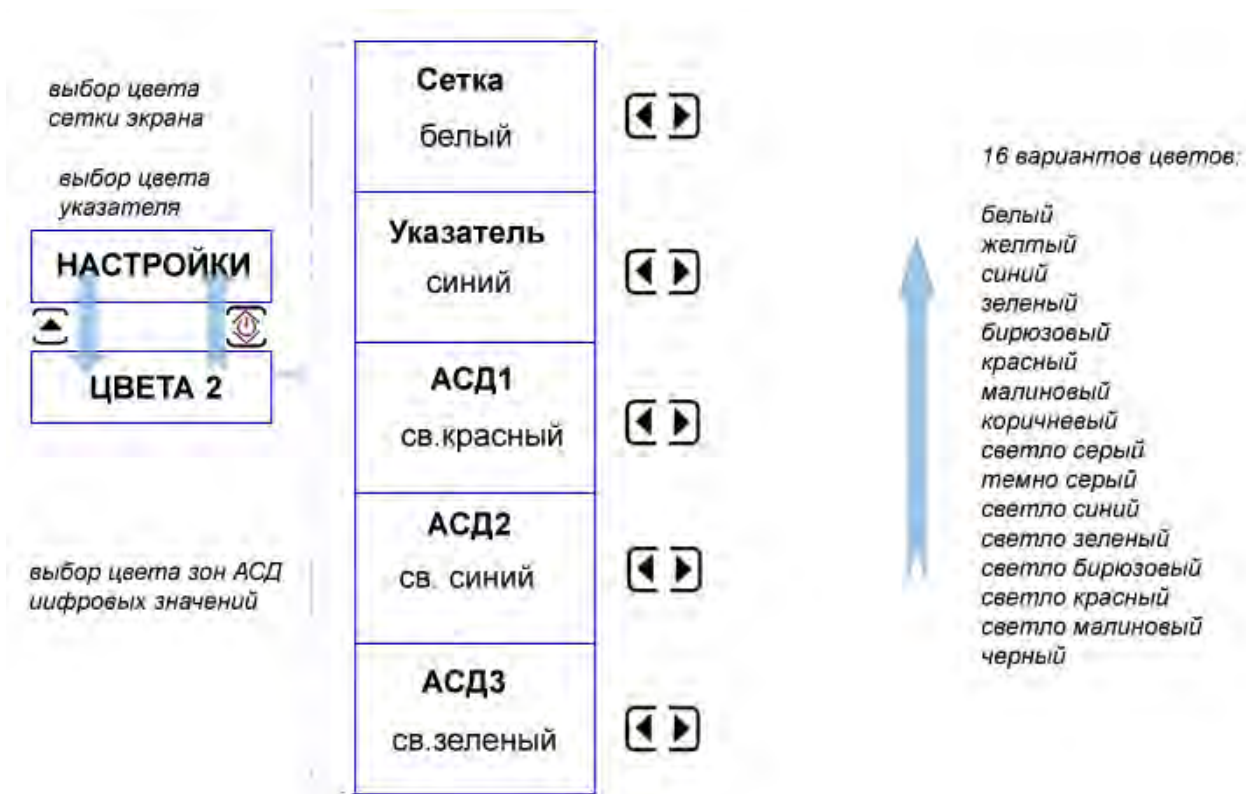 выбор цвета
сетки экрана
выбор цвета
указателя
НАСТРОЙКИ
ЦВЕТА 2
выбор цвета зон АСД
иифровых значений
Сетка
белый
Указатель
синий
АСД1
св.красный
АСД2
св. синий
АСД3
св.зеленый
16 вариантов цветов:
белый
желтый
синий
зеленый
бирюзовый
красный
малиновый
коричневый
светло серый
темно серый
светло синий
светло зеленый
светло бирюзовый
светло красный
светло малиновый
черный